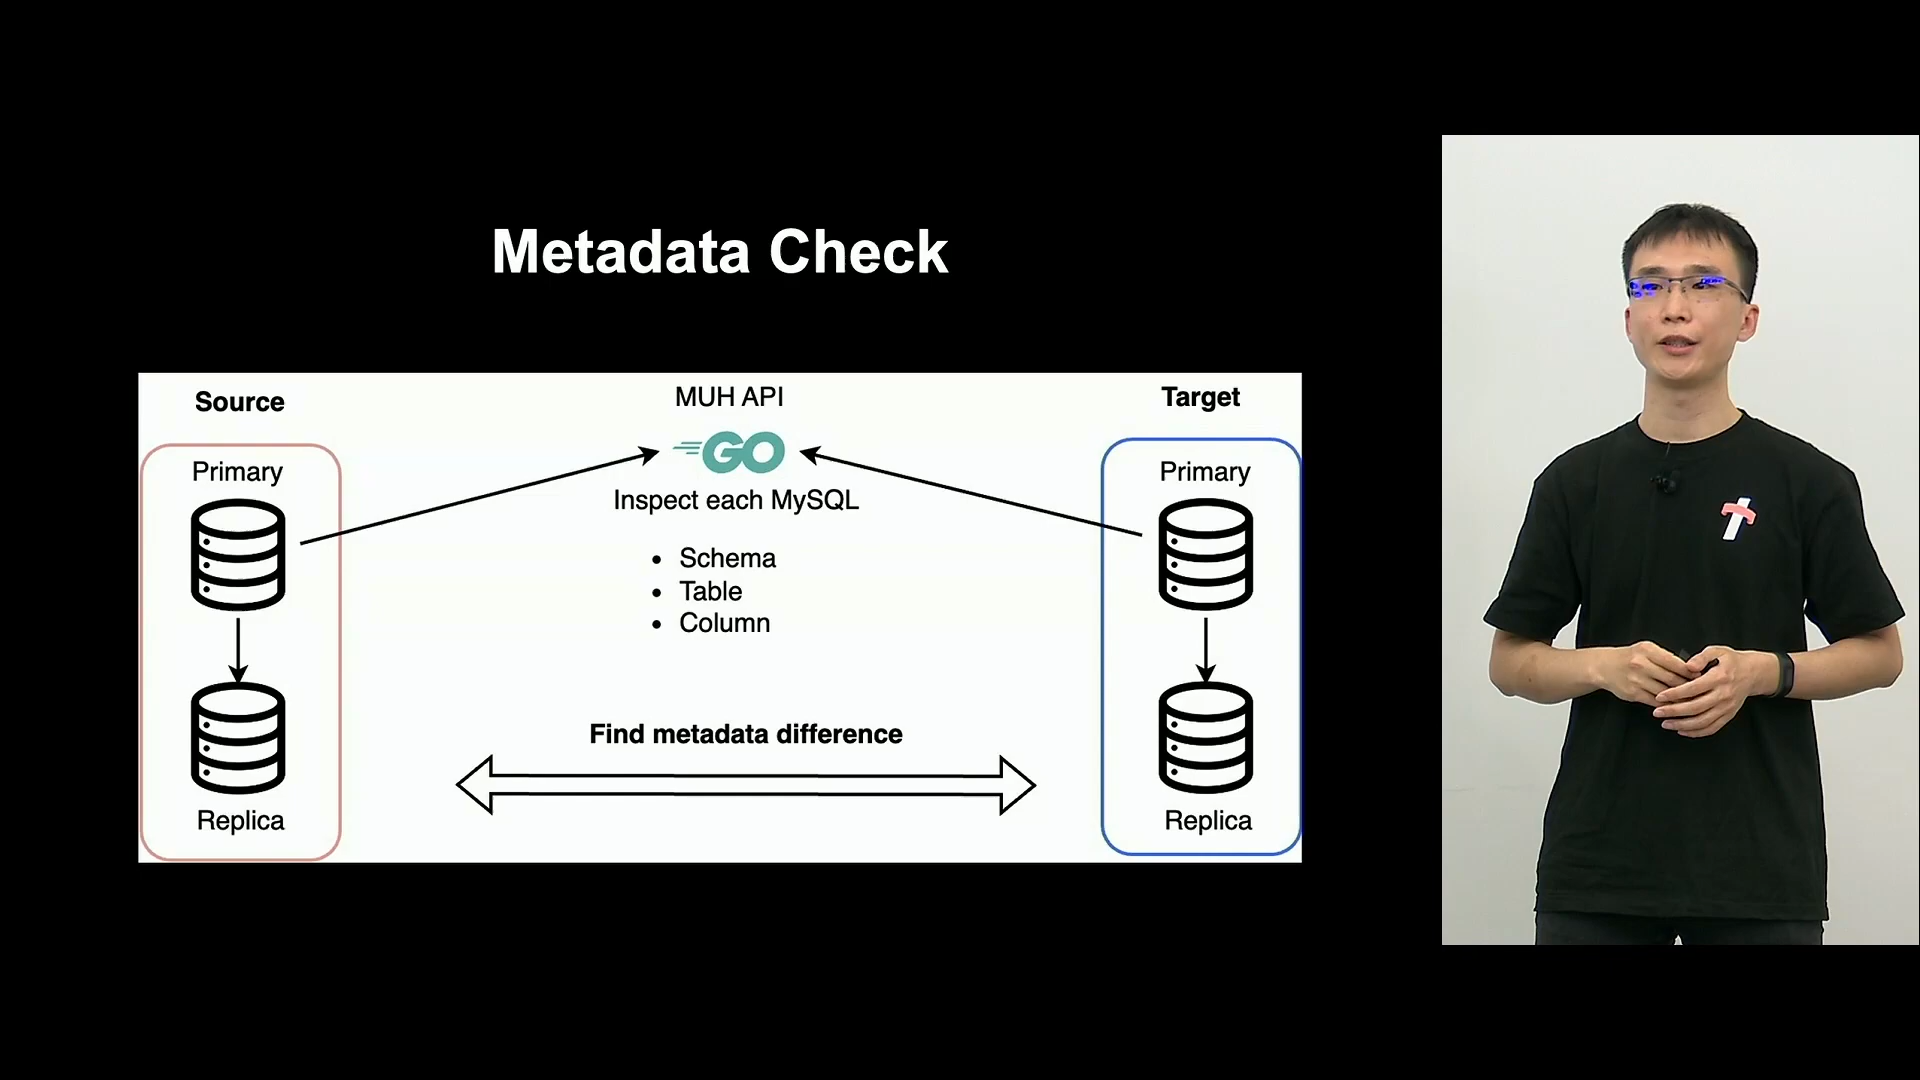 Metadata Check
Source
MUH API
Target
Primary
GO
Primary
Inspect each MySQL
Schema
Table
Column
Find metadata difference
Replica
Replica